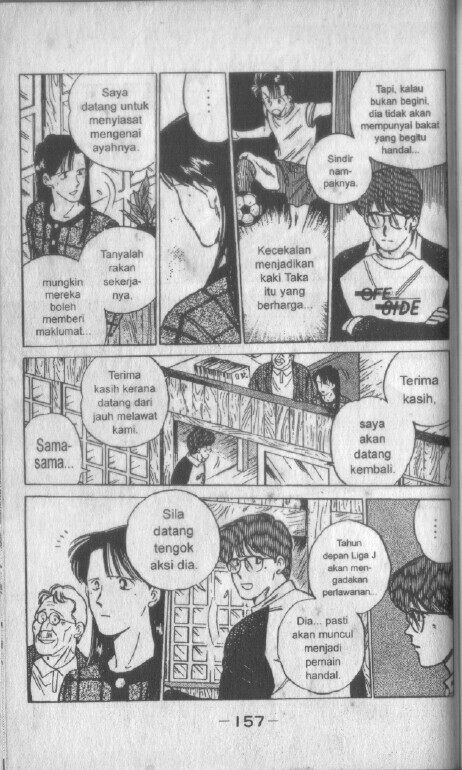 Tapi, kalau
bukan begini,
dia tidak akan
mempunyai bakat
yang begitu
handal...
Sindir
nam-
paknya.
OFF
SIDE
Kecekalan
menjadikan
kaki Taka
itu yang
berharga...
....
Saya
datang untuk
menyiasat
mengenai
ayahnya.
Tanyalah
rakan
sekerja-
nya.
mungkin
mereka
boleh
memberi
maklumat...
Terima
kasih,
saya
akan
datang
kembali.
Terima
kasih kerana
datang dari
jauh melawat
kami.
Sama-
sama...
....
Tahun
depan Liga J
akan men-
gadakan
perlawanan...
Dia... pasti
akan muncul
menjadi
pemain
handal.
Sila
datang
tengok
aksi dia.
－157－